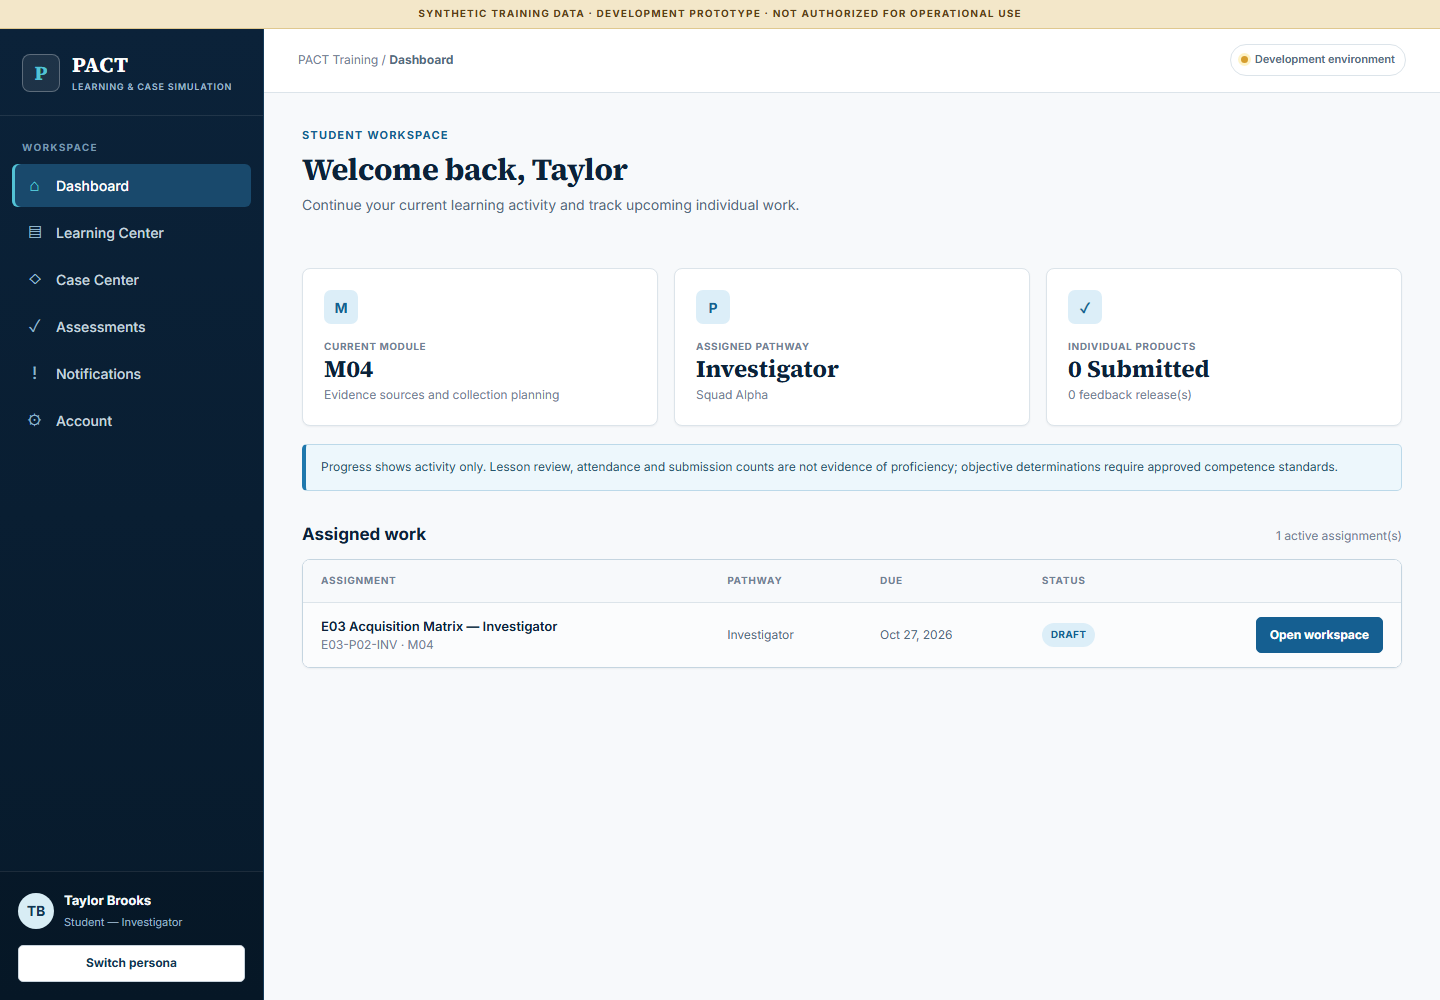 SYNTHETIC TRAINING DATA · DEVELOPMENT PROTOTYPE · NOT AUTHORIZED FOR OPERATIONAL USE
P
PACT
LEARNING & CASE SIMULATION
WORKSPACE
Dashboard
Learning Center
Case Center
Assessments
Notifications
Account
Taylor Brooks
TB
Student — Investigator
Switch persona
PACT Training / Dashboard
Development environment
STUDENT WORKSPACE
Welcome back, Taylor
Continue your current learning activity and track upcoming individual work.
M
CURRENT MODULE
M04
Evidence sources and collection planning
P
ASSIGNED PATHWAY
Investigator
Squad Alpha
✓
INDIVIDUAL PRODUCTS
0 Submitted
0 feedback release(s)
Progress shows activity only. Lesson review, attendance and submission counts are not evidence of proficiency; objective determinations require approved competence standards.
Assigned work
1 active assignment(s)
ASSIGNMENT PATHWAY DUE STATUS
E03 Acquisition Matrix — Investigator
E03-P02-INV · M04
Investigator
Oct 27, 2026
DRAFT
Open workspace